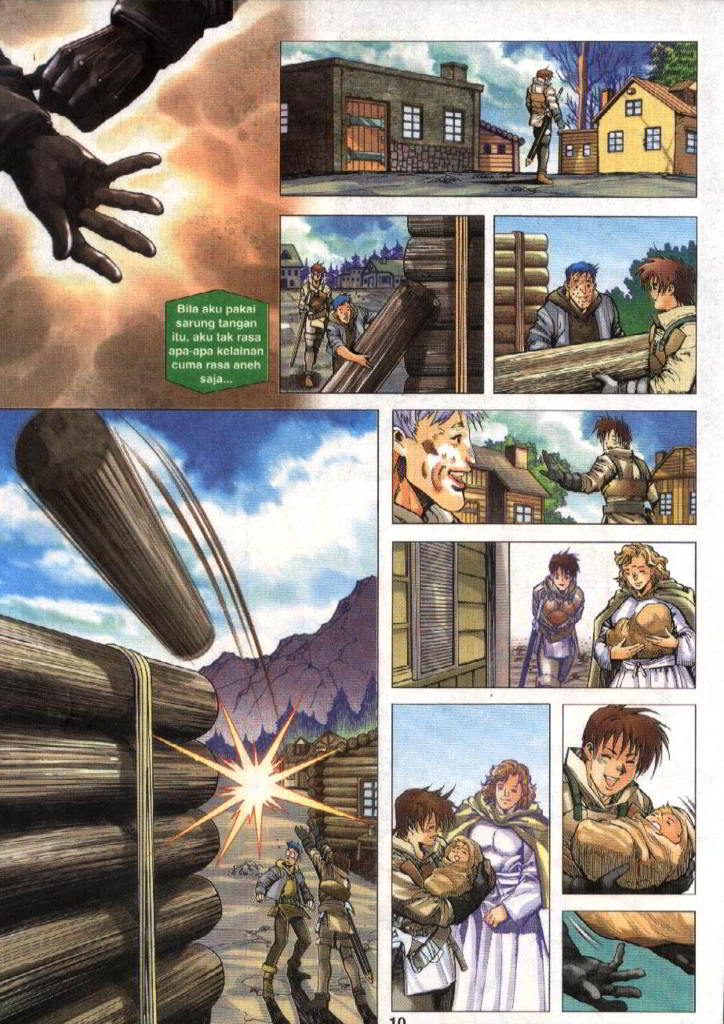 Bila aku pakai
sarung tangan
itu, aku tak rasa
apa-apa kelainan
cuma rasa aneh
saja...
10